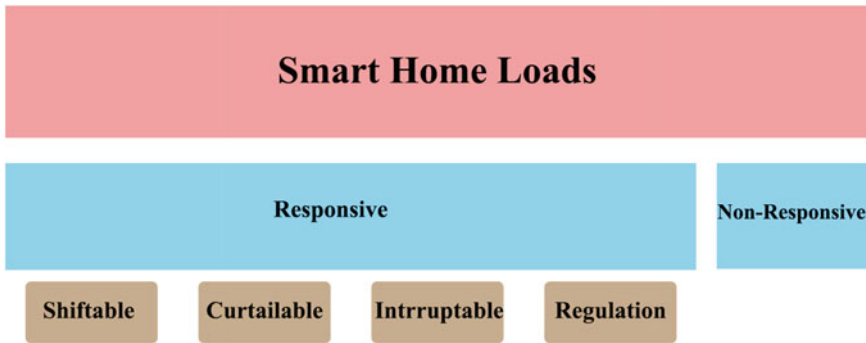 Smart Home Loads
Responsive
Non-Responsive
Shiftable
Curtailable
Intrruptable
Regulation